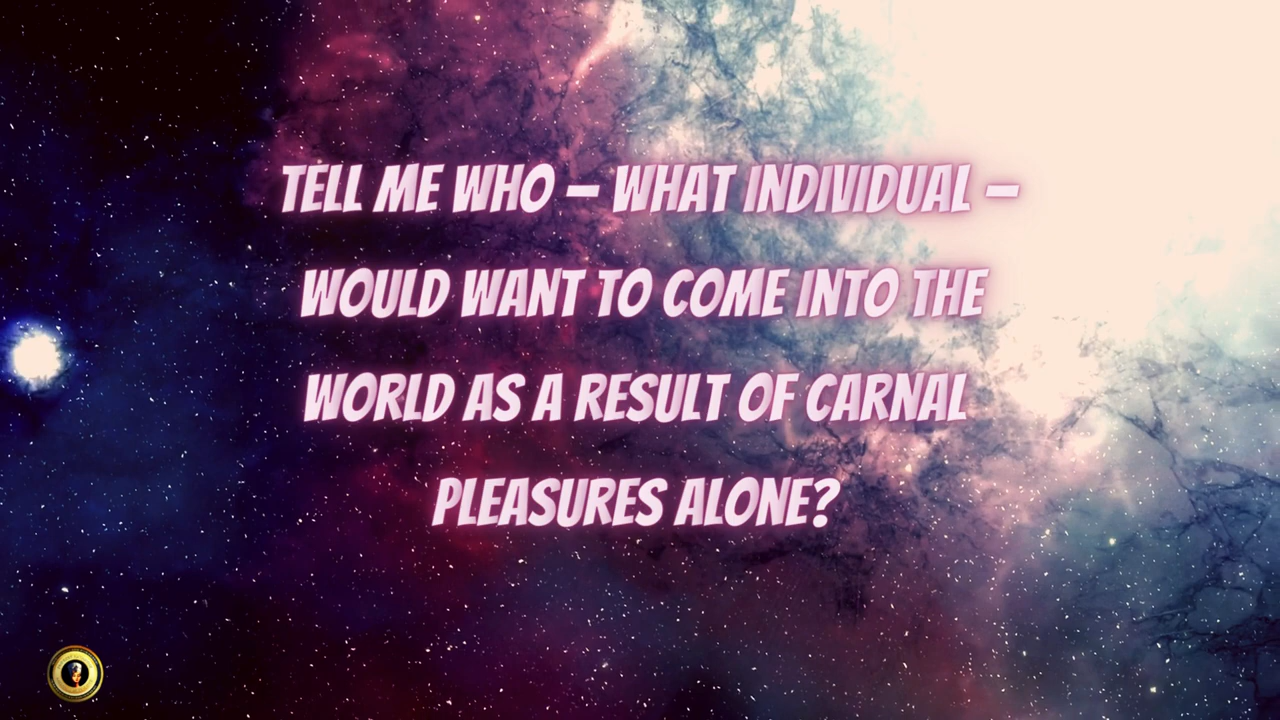 TELL ME WHO – WHAT INDIVIDUAL –
WOULD WANT TO COME INTO THE
WORLD AS A RESULT OF CARNAL
PLEASURES ALONE?